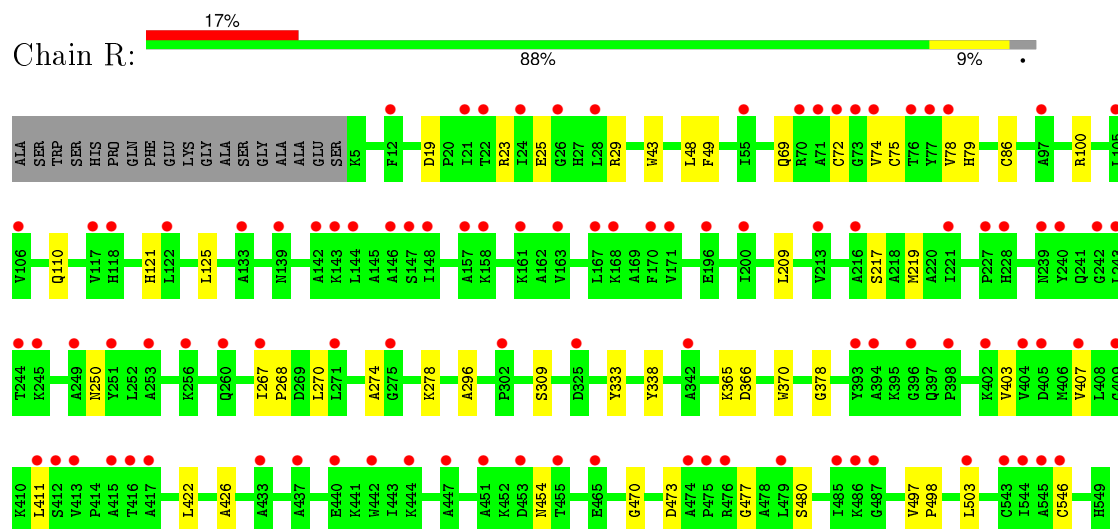 17%
Chain R:
88% 9% •
ALA SER TRP SER HIS PRO GLN PHE GLU LYS GLY ALA SER GLY ALA ALA GLU SER K5 F12 D19 P20 I21 T22 R23 I24 E25 G26 H27 L28 R29 W43 L48 F49 I55 Q69 R70 A71 C72 G73 V74 C75 T76 Y77 V78 H79 C86 A97 R100 L105
V106 Q110 V117 H118 H121 L122 L125 A133 N139 A142 K143 L144 A145 A146 S147 I148 A157 K158 K161 A162 V163 L167 K168 A169 F170 V171 E196 I200 L209 V213 A216 S217 A218 M219 A220 I221 P227 H228 N239 Y240 Q241 G242 I243
T244 K245 A249 N250 Y251 L252 A253 K256 Q260 I267 P268 D269 L270 L271 A274 G275 K278 A296 P302 S309 D325 Y333 Y338 A342 K365 D366 W370 G378 Y393 A394 K395 G396 Q397 P398 K402 V403 V404 D405 M406 V407 L408 G409
K410 L411 S412 V413 P414 A415 T416 A417 L422 A426 A433 A437 E440 K441 W442 I443 K444 A447 A451 K452 D453 N454 T455 E465 G470 D473 A474 P475 R476 G477 A478 L479 S480 I485 K486 G487 V497 P498 L503 C543 I544 A545 C546 H549